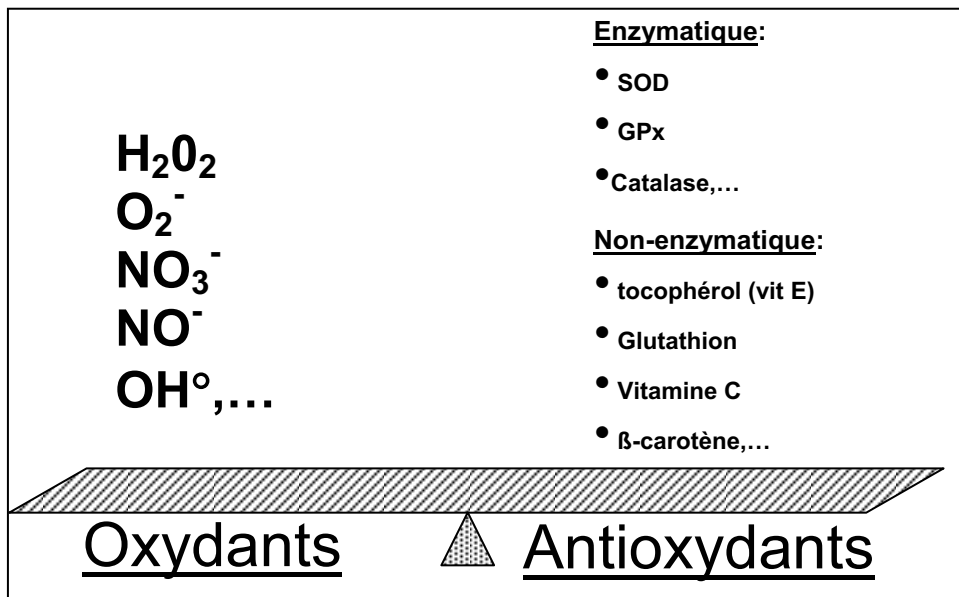 H₂0₂
O₂⁻
NO₃⁻
NO⁻
OH°,...
Enzymatique:
• SOD
• GPx
•Catalase,...
Non-enzymatique:
• tocophérol (vit E)
• Glutathion
• Vitamine C
• ß-carotène,...
Oxydants
Antioxydants